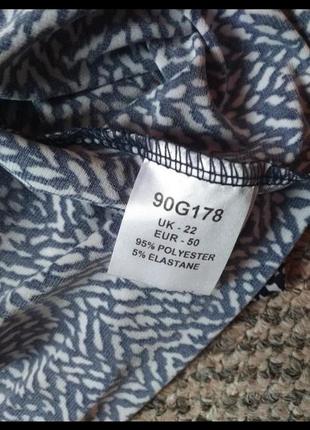 90G178
UK - 22
EUR - 50
95% POLYESTER
5% ELASTANE